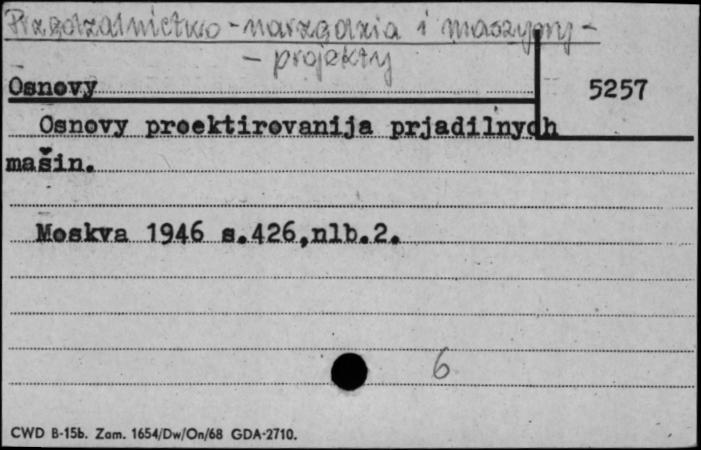 Przędzalnictwo - narzędzia i maszyny -
- projekty
Osnovy
5257
Osnovy proektirovanija prjadilnych
mašin.
Moskva 1946 s.426,nlb.2.
6
CWD B-15b. Zam. 1654/Dw/On/68 GDA-2710.